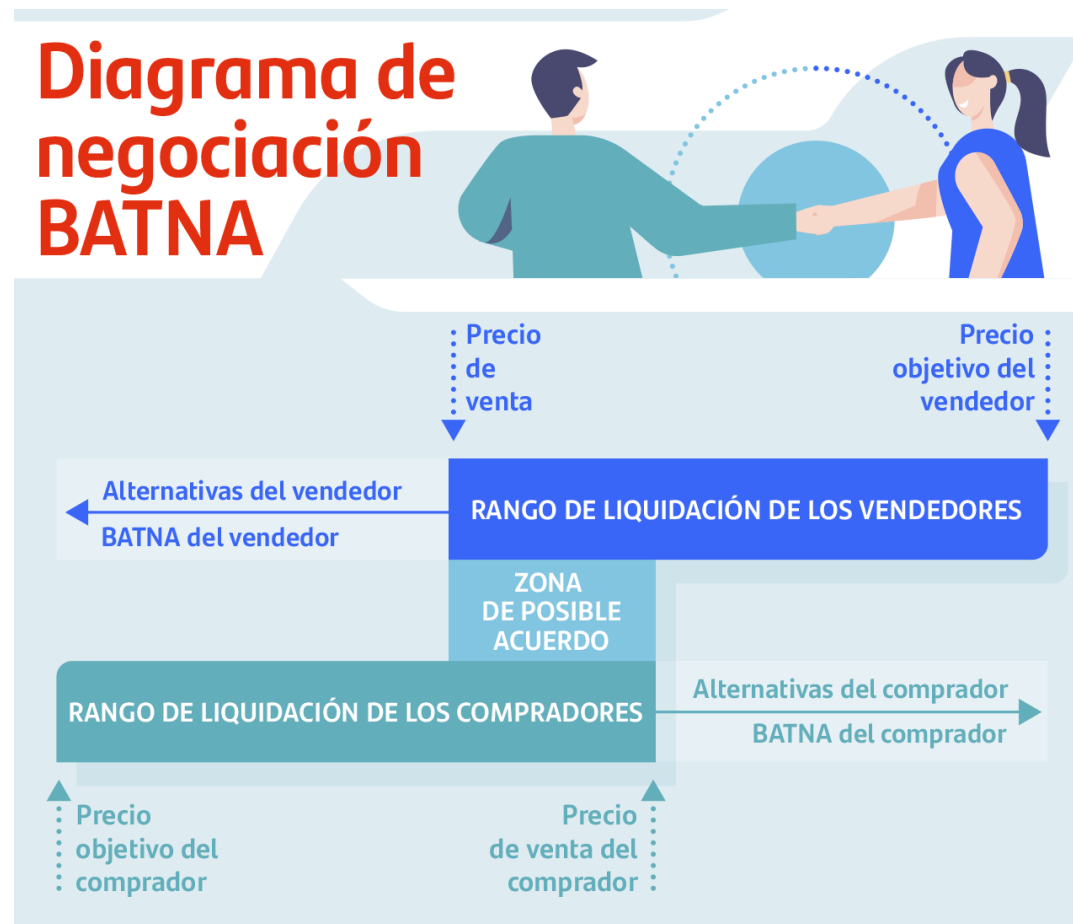 Diagrama de
negociación
BATNA
Precio
de
venta
Precio
objetivo del
vendedor
Alternativas del vendedor
BATNA del vendedor
RANGO DE LIQUIDACIÓN DE LOS VENDEDORES
ZONA
DE POSIBLE
ACUERDO
RANGO DE LIQUIDACIÓN DE LOS COMPRADORES
Alternativas del comprador
BATNA del comprador
Precio
objetivo del
comprador
Precio
de venta del
comprador